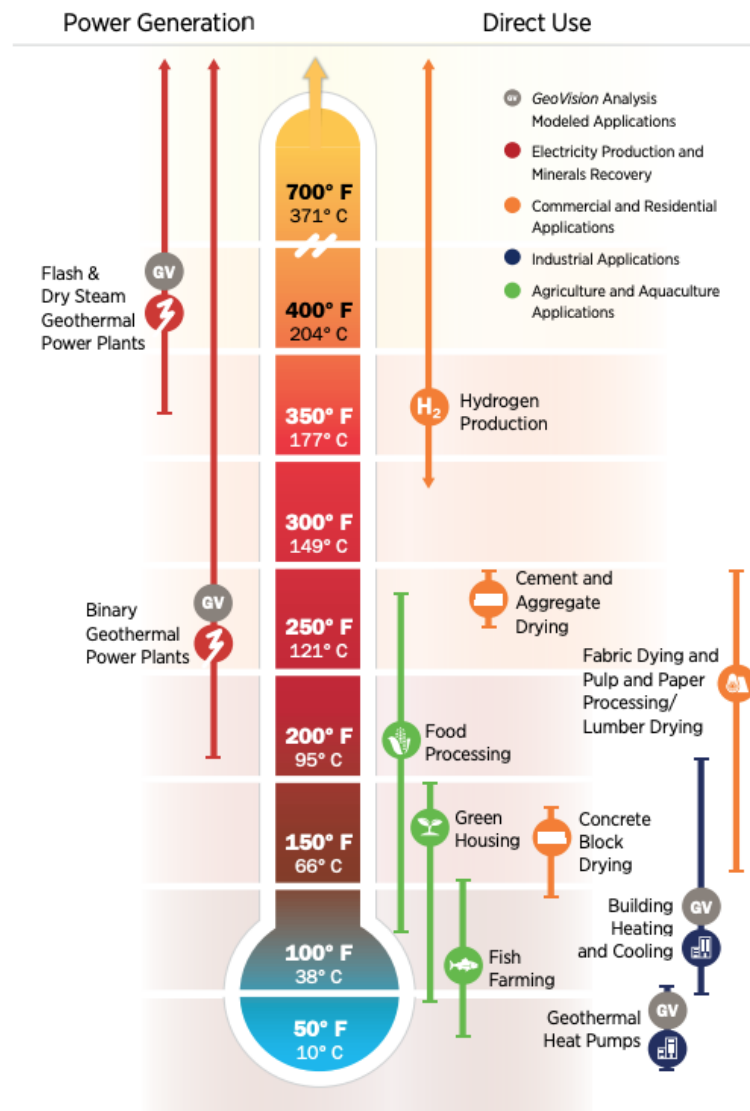 Power Generation
Direct Use
GV
GeoVision Analysis
Modeled Applications
Electricity Production and
Minerals Recovery
Commercial and Residential
Applications
Industrial Applications
Agriculture and Aquaculture
Applications
700° F
371° C
GV
Flash &
Dry Steam
Geothermal
Power Plants
400° F
204° C
350° F
177° C
H₂
Hydrogen
Production
300° F
149° C
GV
Binary
Geothermal
Power Plants
250° F
121° C
Cement and
Aggregate
Drying
Fabric Dying and
Pulp and Paper
Processing/
Lumber Drying
200° F
95° C
Food
Processing
150° F
66° C
Green
Housing
Concrete
Block
Drying
GV
Building
Heating
and Cooling
100° F
38° C
Fish
Farming
50° F
10° C
GV
Geothermal
Heat Pumps